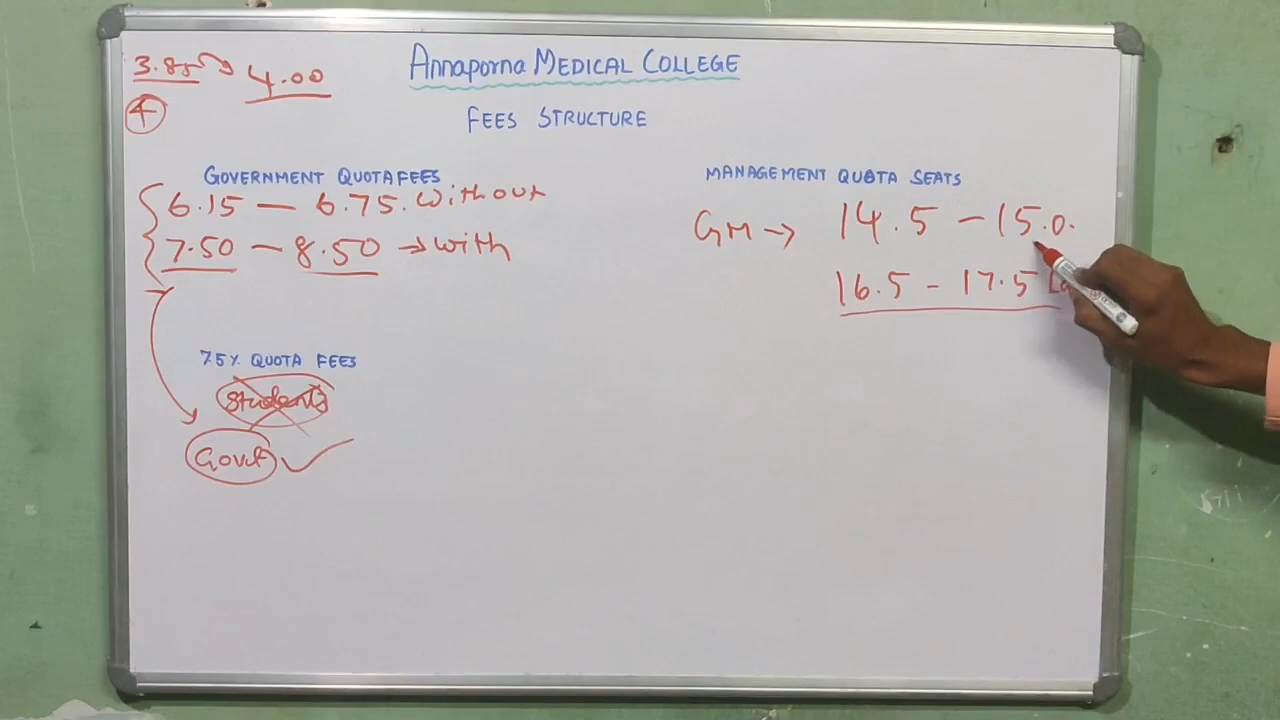 3.85 4.00
4
Annaporna MEDICAL COLLEGE
FEES STRUCTURE
GOVERNMENT QUOTA FEES
6.15 — 6.75. without
7.50 — 8.50 → with
7.5% QUOTA FEES
Students
Govt ✓
MANAGEMENT QUOTA SEATS
GM → 14.5 – 15.0.
16.5 – 17.5